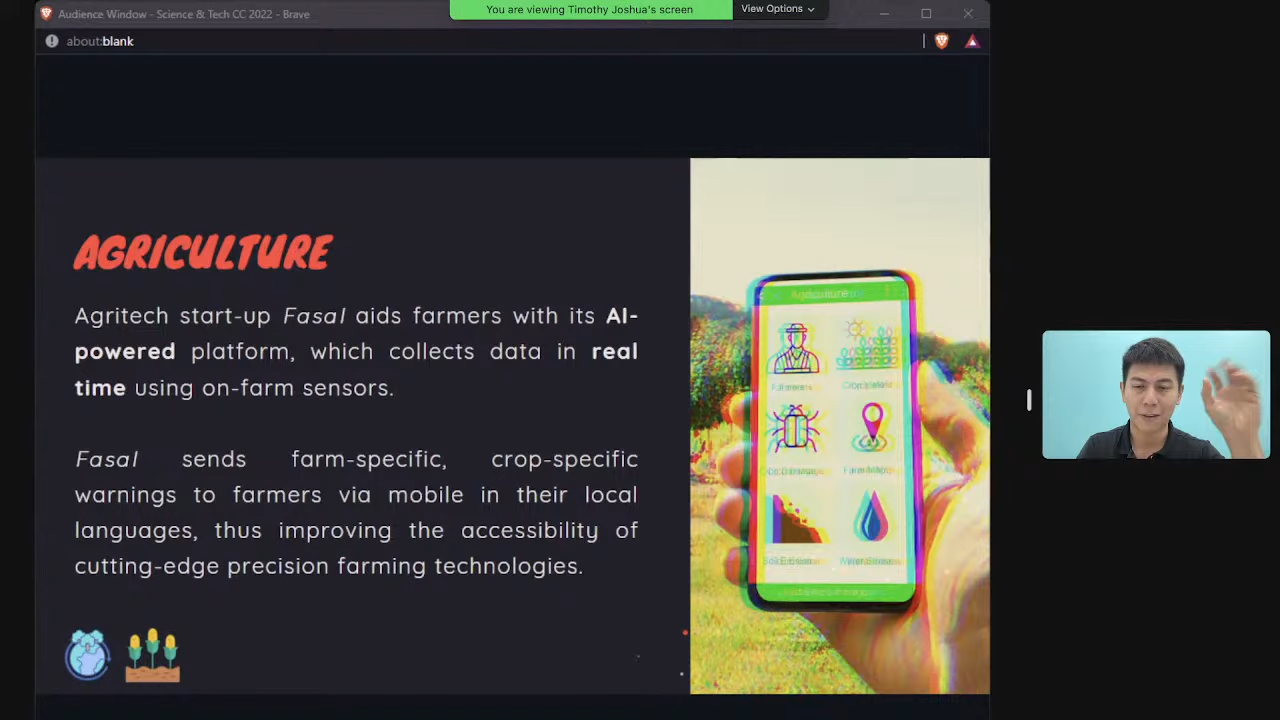 Audience Window - Science & Tech CC 2022 - Brave
You are viewing Timothy Joshua's screen
View Options
about:blank
AGRICULTURE
Agritech start-up Fasal aids farmers with its AI-
powered platform, which collects data in real
time using on-farm sensors.
Fasal sends farm-specific, crop-specific
warnings to farmers via mobile in their local
languages, thus improving the accessibility of
cutting-edge precision farming technologies.
Agriculture